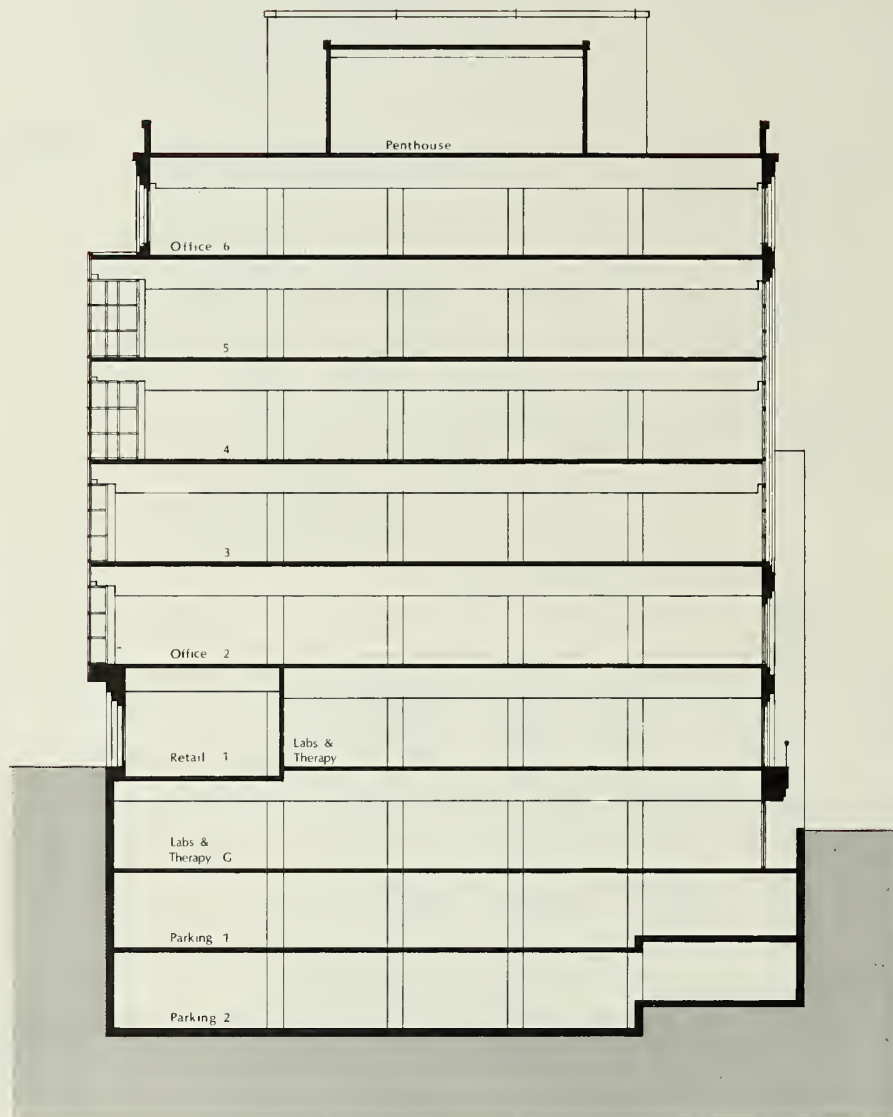 Penthouse
Office 6
5
4
3
Office 2
Retail 1
Labs &
Therapy
Labs &
Therapy G
Parking 1
Parking 2